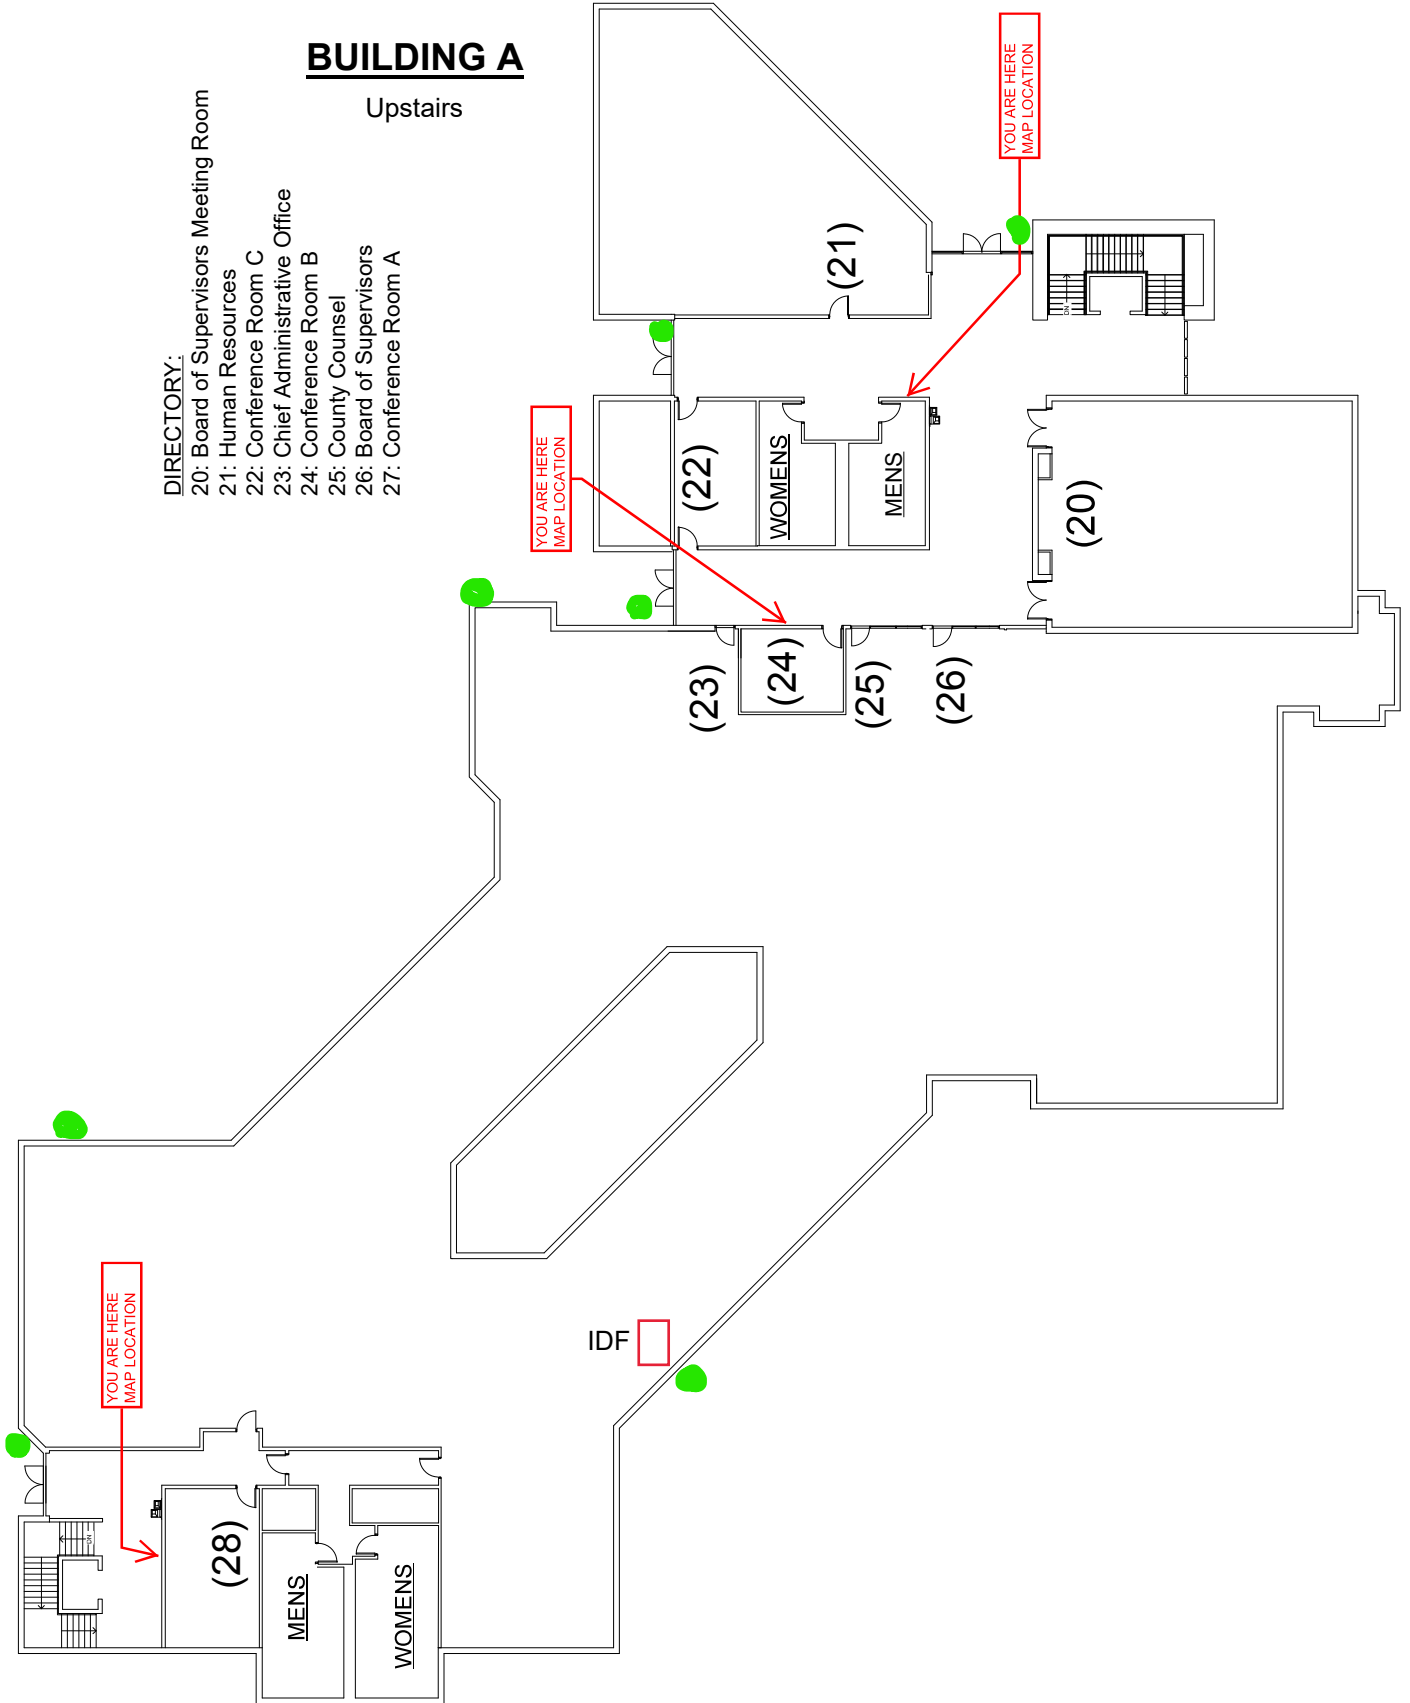 BUILDING A
Upstairs
DIRECTORY:
20: Board of Supervisors Meeting Room
21: Human Resources
22: Conference Room C
23: Chief Administrative Office
24: Conference Room B
25: County Counsel
26: Board of Supervisors
27: Conference Room A
YOU ARE HERE
MAP LOCATION
(21)
DN
YOU ARE HERE
MAP LOCATION
(22)
WOMENS
MENS
(20)
(23)
(24)
(25)
(26)
IDF
YOU ARE HERE
MAP LOCATION
DN
(28)
MENS
WOMENS